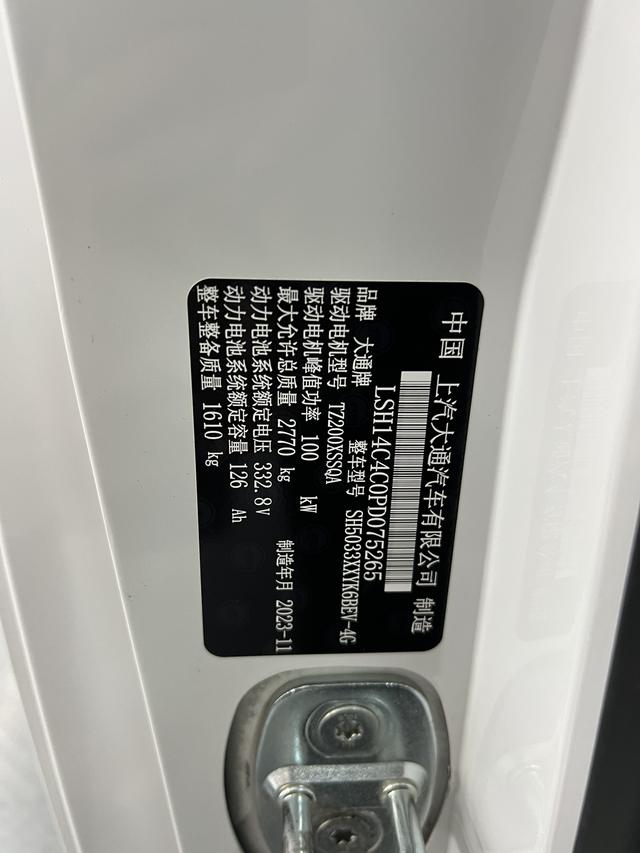 中国 上汽大通汽车有限公司 制造
LSH14C4C0PD075265
品牌 大通牌 整车型号 SH5033XXYK6BEV-4G
驱动电机型号 TZ200XSSQA
驱动电机峰值功率 100 kW
最大允许总质量 2770 kg 制造年月 2023-11
动力电池系统额定电压 332.8V
动力电池系统额定容量 126 Ah
整车整备质量 1610 kg